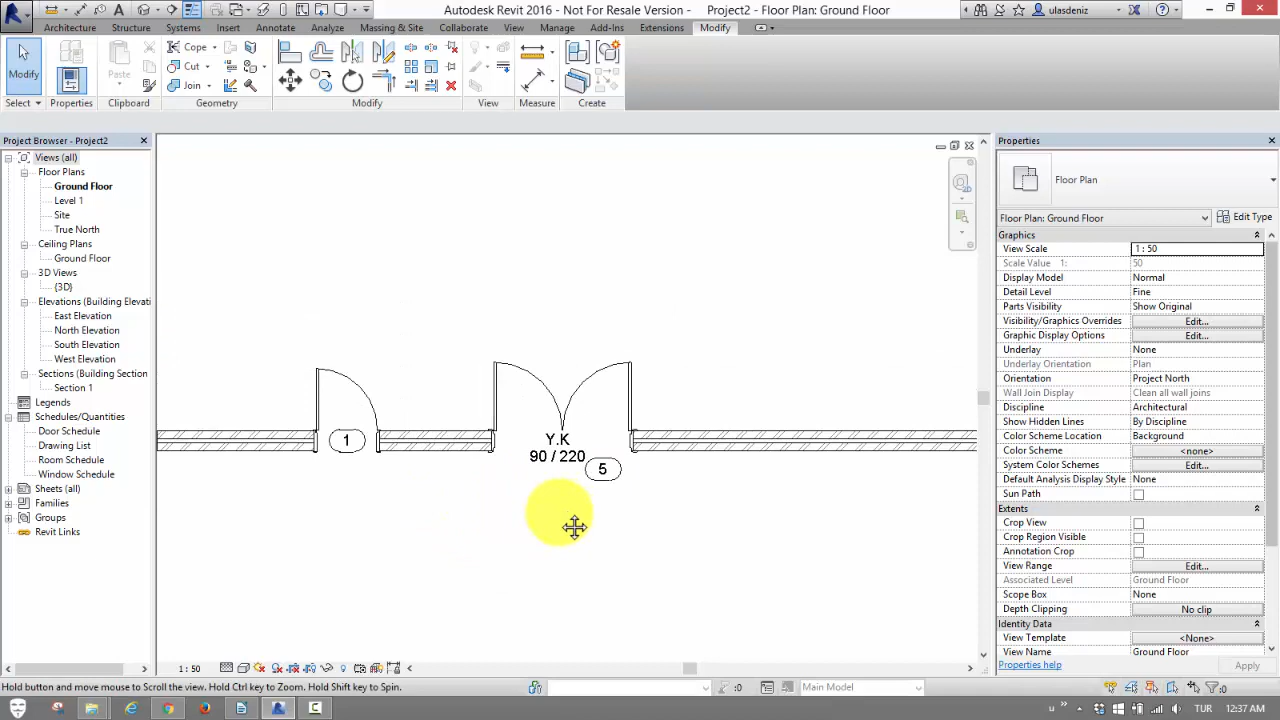 Autodesk Revit 2016 - Not For Resale Version - Project2 - Floor Plan: Ground Floor
ulasdeniz
Architecture Structure Systems Insert Annotate Analyze Massing & Site Collaborate View Manage Add-Ins Extensions Modify
Modify
Select
Properties
Paste
Clipboard
Cope
Cut
Join
Geometry
Modify
View
Measure
Create
Project Browser - Project2
Views (all)
Floor Plans
Ground Floor
Level 1
Site
True North
Ceiling Plans
Ground Floor
3D Views
{3D}
Elevations (Building Elevati
East Elevation
North Elevation
South Elevation
West Elevation
Sections (Building Section
Section 1
Legends
Schedules/Quantities
Door Schedule
Drawing List
Room Schedule
Window Schedule
Sheets (all)
Families
Groups
Revit Links
1
Y.K
90 / 220
5
1 : 50
Properties
Floor Plan
Floor Plan: Ground Floor
Edit Type
Graphics
View Scale 1 : 50
Scale Value 1: 50
Display Model Normal
Detail Level Fine
Parts Visibility Show Original
Visibility/Graphics Overrides Edit...
Graphic Display Options Edit...
Underlay None
Underlay Orientation Plan
Orientation Project North
Wall Join Display Clean all wall joins
Discipline Architectural
Show Hidden Lines By Discipline
Color Scheme Location Background
Color Scheme <none>
System Color Schemes Edit...
Default Analysis Display Style None
Sun Path
Extents
Crop View
Crop Region Visible
Annotation Crop
View Range Edit...
Associated Level Ground Floor
Scope Box None
Depth Clipping No clip
Identity Data
View Template <None>
View Name Ground Floor
Properties help
Apply
Hold button and move mouse to Scroll the view. Hold Ctrl key to Zoom. Hold Shift key to Spin.
:0
Main Model
:0
TUR
12:37 AM